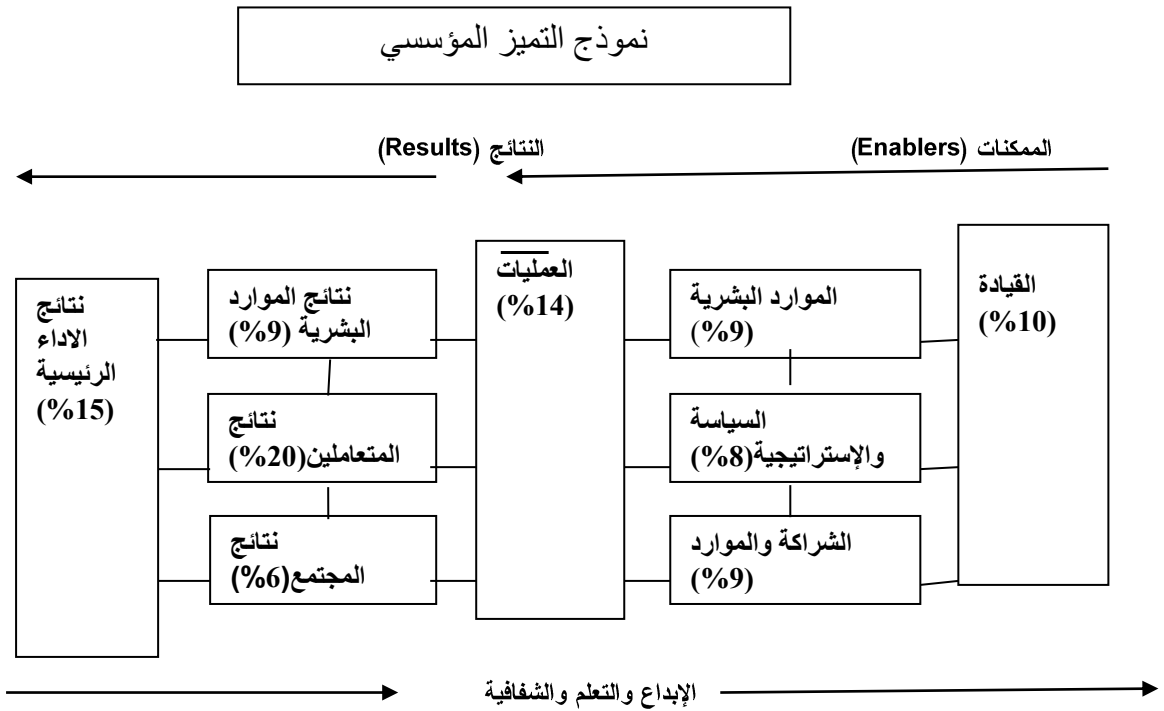 نموذج التميز المؤسسي
الممكنات (Enablers)
النتائج (Results)
القيادة
(%10)
الموارد البشرية
(%9)
السياسة
والإستراتيجية(%8)
الشراكة والموارد
(%9)
العمليات
(%14)
نتائج الموارد
البشرية (%9)
نتائج
المتعاملين(%20)
نتائج
المجتمع(%6)
نتائج
الاداء
الرئيسية
(%15)
الإبداع والتعلم والشفافية